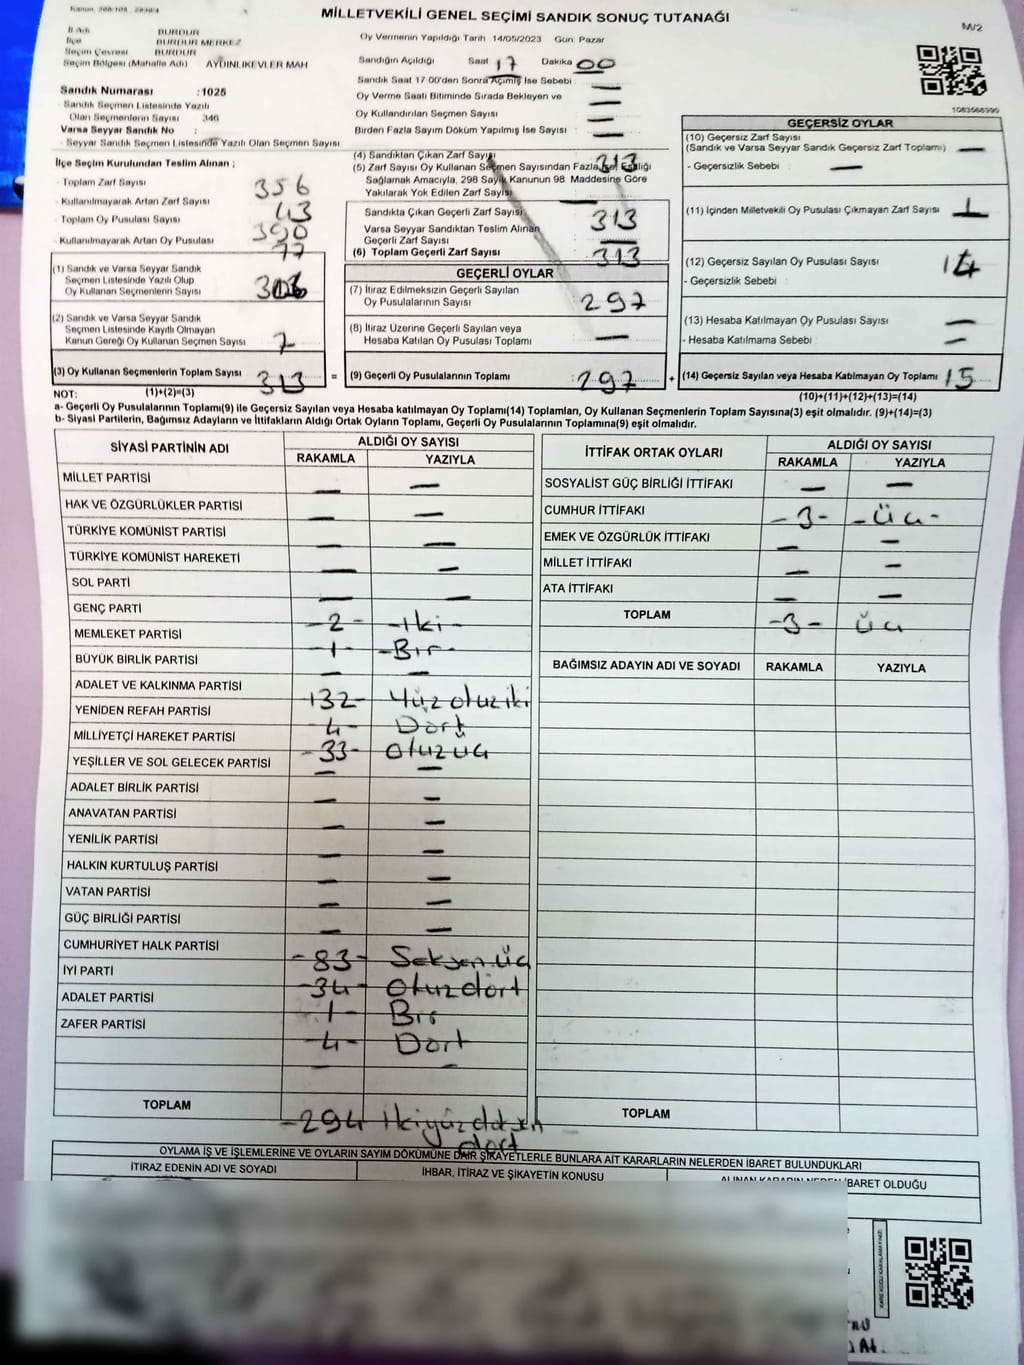 MİLLETVEKİLİ GENEL SEÇİMİ SANDIK SONUÇ TUTANAĞI
M/2
İl Adı BURDUR
İlçe BURDUR MERKEZ
Seçim Çevresi BURDUR
Seçim Bölgesi (Mahalle Adı) AYDINLIKEVLER MAH
Sandık Numarası :1025
- Sandık Seçmen Listesinde Yazılı
Olan Seçmenlerin Sayısı 346
Varsa Seyyar Sandık No :
- Seyyar Sandık Seçmen Listesinde Yazılı Olan Seçmen Sayısı
Oy Vermenin Yapıldığı Tarih 14/05/2023 Gün Pazar
Sandığın Açıldığı Saat 17 Dakika 00
Sandık Saat 17:00'den Sonra Açılmış İse Sebebi :
Oy Verme Saati Bitiminde Sırada Bekleyen ve
Oy Kullandırılan Seçmen Sayısı —
Birden Fazla Sayım Döküm Yapılmış İse Sayısı —
1083568390
İlçe Seçim Kurulundan Teslim Alınan ;
- Toplam Zarf Sayısı 356
- Kullanılmayarak Artan Zarf Sayısı 43
- Toplam Oy Pusulası Sayısı 390
- Kullanılmayarak Artan Oy Pusulası 77
(1) Sandık ve Varsa Seyyar Sandık
Seçmen Listesinde Yazılı Olup
Oy Kullanan Seçmenlerin Sayısı
(2) Sandık ve Varsa Seyyar Sandık
Seçmen Listesinde Kayıtlı Olmayan
Kanun Gereği Oy Kullanan Seçmen Sayısı 7
(3) Oy Kullanan Seçmenlerin Toplam Sayısı 313
(4) Sandıktan Çıkan Zarf Sayısı 313
(5) Zarf Sayısı Oy Kullanan Seçmen Sayısından Fazla İse, Eşitliği
Sağlamak Amacıyla, 298 Sayılı Kanunun 98. Maddesine Göre
Yakılarak Yok Edilen Zarf Sayısı —
Sandıkta Çıkan Geçerli Zarf Sayısı 313
Varsa Seyyar Sandıktan Teslim Alınan
Geçerli Zarf Sayısı —
(6) Toplam Geçerli Zarf Sayısı 313
GEÇERLİ OYLAR
(7) İtiraz Edilmeksizin Geçerli Sayılan
Oy Pusulalarının Sayısı 297
(8) İtiraz Üzerine Geçerli Sayılan veya
Hesaba Katılan Oy Pusulası Toplamı —
= (9) Geçerli Oy Pusulalarının Toplamı : 297
GEÇERSİZ OYLAR
(10) Geçersiz Zarf Sayısı
(Sandık ve Varsa Seyyar Sandık Geçersiz Zarf Toplamı) —
- Geçersizlik Sebebi : —
(11) İçinden Milletvekili Oy Pusulası Çıkmayan Zarf Sayısı 1
(12) Geçersiz Sayılan Oy Pusulası Sayısı 14
- Geçersizlik Sebebi :
(13) Hesaba Katılmayan Oy Pusulası Sayısı —
- Hesaba Katılmama Sebebi : —
+ (14) Geçersiz Sayılan veya Hesaba Katılmayan Oy Toplamı 15
NOT: (1)+(2)=(3) (10)+(11)+(12)+(13)=(14)
a- Geçerli Oy Pusulalarının Toplamı(9) ile Geçersiz Sayılan veya Hesaba katılmayan Oy Toplamı(14) Toplamları, Oy Kullanan Seçmenlerin Toplam Sayısına(3) eşit olmalıdır. (9)+(14)=(3)
b- Siyasi Partilerin, Bağımsız Adayların ve İttifakların Aldığı Ortak Oyların Toplamı, Geçerli Oy Pusulalarının Toplamına(9) eşit olmalıdır.
SİYASİ PARTİNİN ADI ALDIĞI OY SAYISI
RAKAMLA YAZIYLA
MİLLET PARTİSİ — —
HAK VE ÖZGÜRLÜKLER PARTİSİ — —
TÜRKİYE KOMÜNİST PARTİSİ — —
TÜRKİYE KOMÜNİST HAREKETİ — —
SOL PARTİ — —
GENÇ PARTİ -2- -İki-
MEMLEKET PARTİSİ -1- -Bir-
BÜYÜK BİRLİK PARTİSİ — —
ADALET VE KALKINMA PARTİSİ -132- Yüzotuziki
YENİDEN REFAH PARTİSİ -4- Dört
MİLLİYETÇİ HAREKET PARTİSİ -33- otuzüç
YEŞİLLER VE SOL GELECEK PARTİSİ — —
ADALET BİRLİK PARTİSİ — —
ANAVATAN PARTİSİ — —
YENİLİK PARTİSİ — —
HALKIN KURTULUŞ PARTİSİ — —
VATAN PARTİSİ — —
GÜÇ BİRLİĞİ PARTİSİ — —
CUMHURİYET HALK PARTİSİ -83- Seksen üç
İYİ PARTİ -34- Otuzdört
ADALET PARTİSİ -1- Bir
ZAFER PARTİSİ -4- Dört
TOPLAM -294 ikiyüzdoksan
dört
İTTİFAK ORTAK OYLARI ALDIĞI OY SAYISI
RAKAMLA YAZIYLA
SOSYALİST GÜÇ BİRLİĞİ İTTİFAKI — —
CUMHUR İTTİFAKI -3- -Üç-
EMEK VE ÖZGÜRLÜK İTTİFAKI — —
MİLLET İTTİFAKI — —
ATA İTTİFAKI — —
TOPLAM -3- üç
BAĞIMSIZ ADAYIN ADI VE SOYADI RAKAMLA YAZIYLA
TOPLAM
OYLAMA İŞ VE İŞLEMLERİNE VE OYLARIN SAYIM DÖKÜMÜNE DAİR ŞİKAYETLERLE BUNLARA AİT KARARLARIN NELERDEN İBARET BULUNDUKLARI
İTİRAZ EDENİN ADI VE SOYADI İHBAR, İTİRAZ VE ŞİKAYETİN KONUSU ALINAN KARARIN NEDEN İBARET OLDUĞU